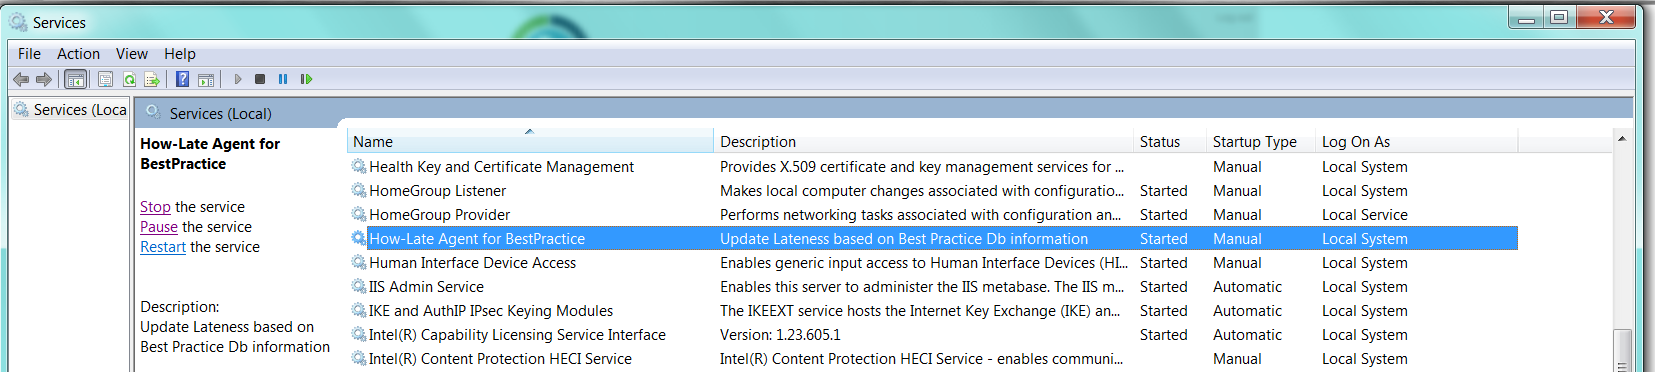 Services
File Action View Help
Services (Loca
Services (Local)
How-Late Agent for
BestPractice
Stop the service
Pause the service
Restart the service
Description:
Update Lateness based on
Best Practice Db information
Name Description Status Startup Type Log On As
Health Key and Certificate Management Provides X.509 certificate and key management services for ... Manual Local System
HomeGroup Listener Makes local computer changes associated with configuratio... Started Manual Local System
HomeGroup Provider Performs networking tasks associated with configuration an... Started Manual Local Service
How-Late Agent for BestPractice Update Lateness based on Best Practice Db information Started Manual Local System
Human Interface Device Access Enables generic input access to Human Interface Devices (HI... Started Manual Local System
IIS Admin Service Enables this server to administer the IIS metabase. The IIS m... Started Automatic Local System
IKE and AuthIP IPsec Keying Modules The IKEEXT service hosts the Internet Key Exchange (IKE) an... Started Automatic Local System
Intel(R) Capability Licensing Service Interface Version: 1.23.605.1 Started Automatic Local System
Intel(R) Content Protection HECI Service Intel(R) Content Protection HECI Service - enables communi... Manual Local System